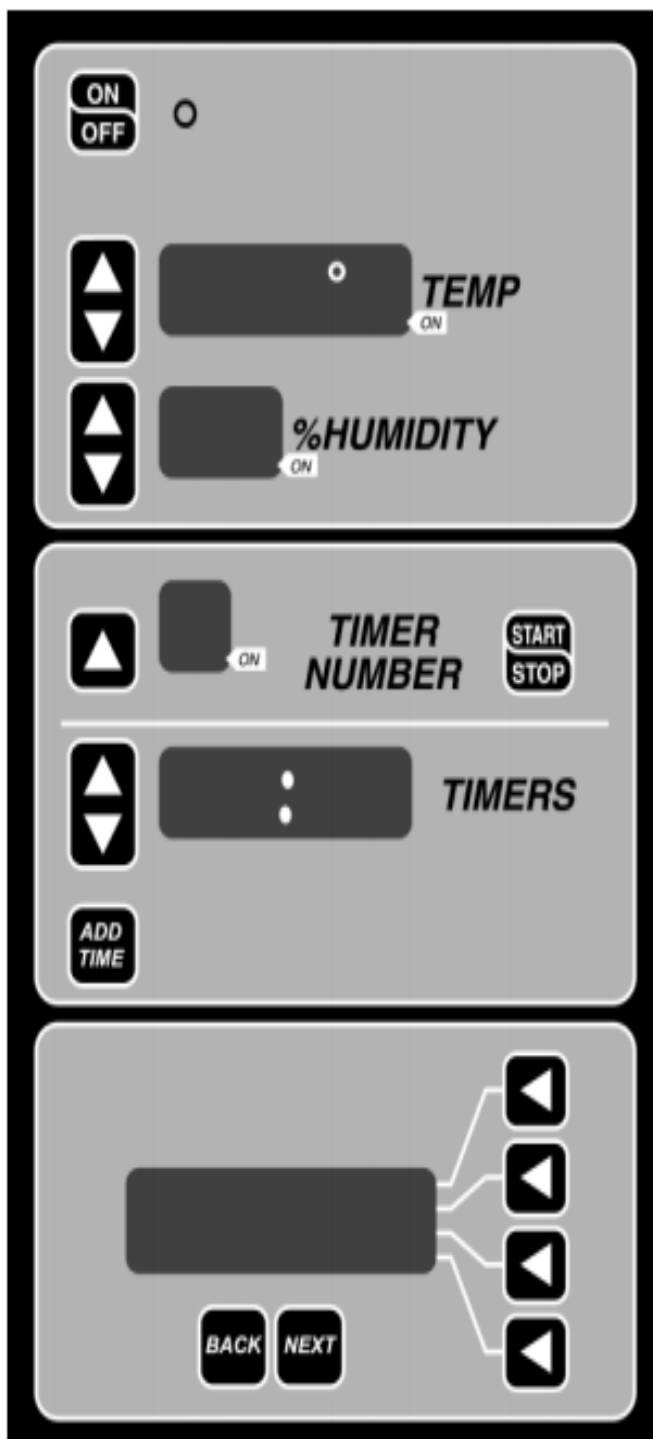 ON
OFF
TEMP
ON
%HUMIDITY
ON
TIMER
NUMBER
ON
START
STOP
TIMERS
ADD
TIME
BACK
NEXT